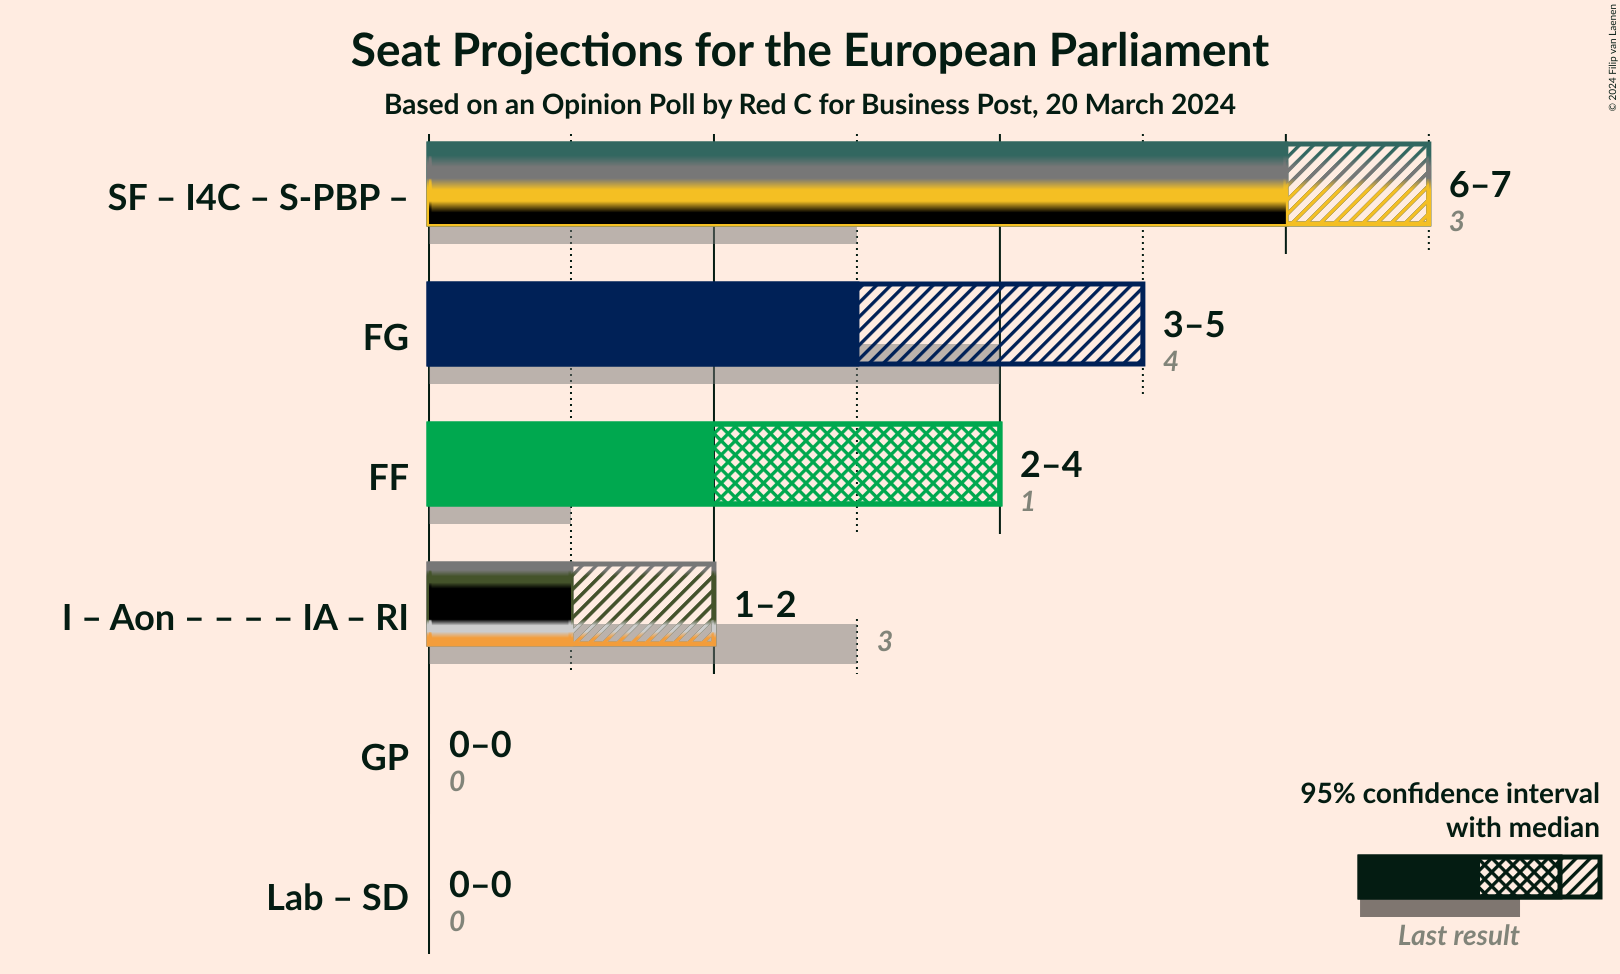 Seat Projections for the European Parliament
Based on an Opinion Poll by Red C for Business Post, 20 March 2024
© 2024 Filip van Laenen
SF – I4C – S-PBP –
6–7
3
FG
3–5
4
FF
2–4
1
I – Aon – – – – IA – RI
1–2
3
GP
0–0
0
Lab – SD
0–0
0
95% confidence interval
with median
Last result